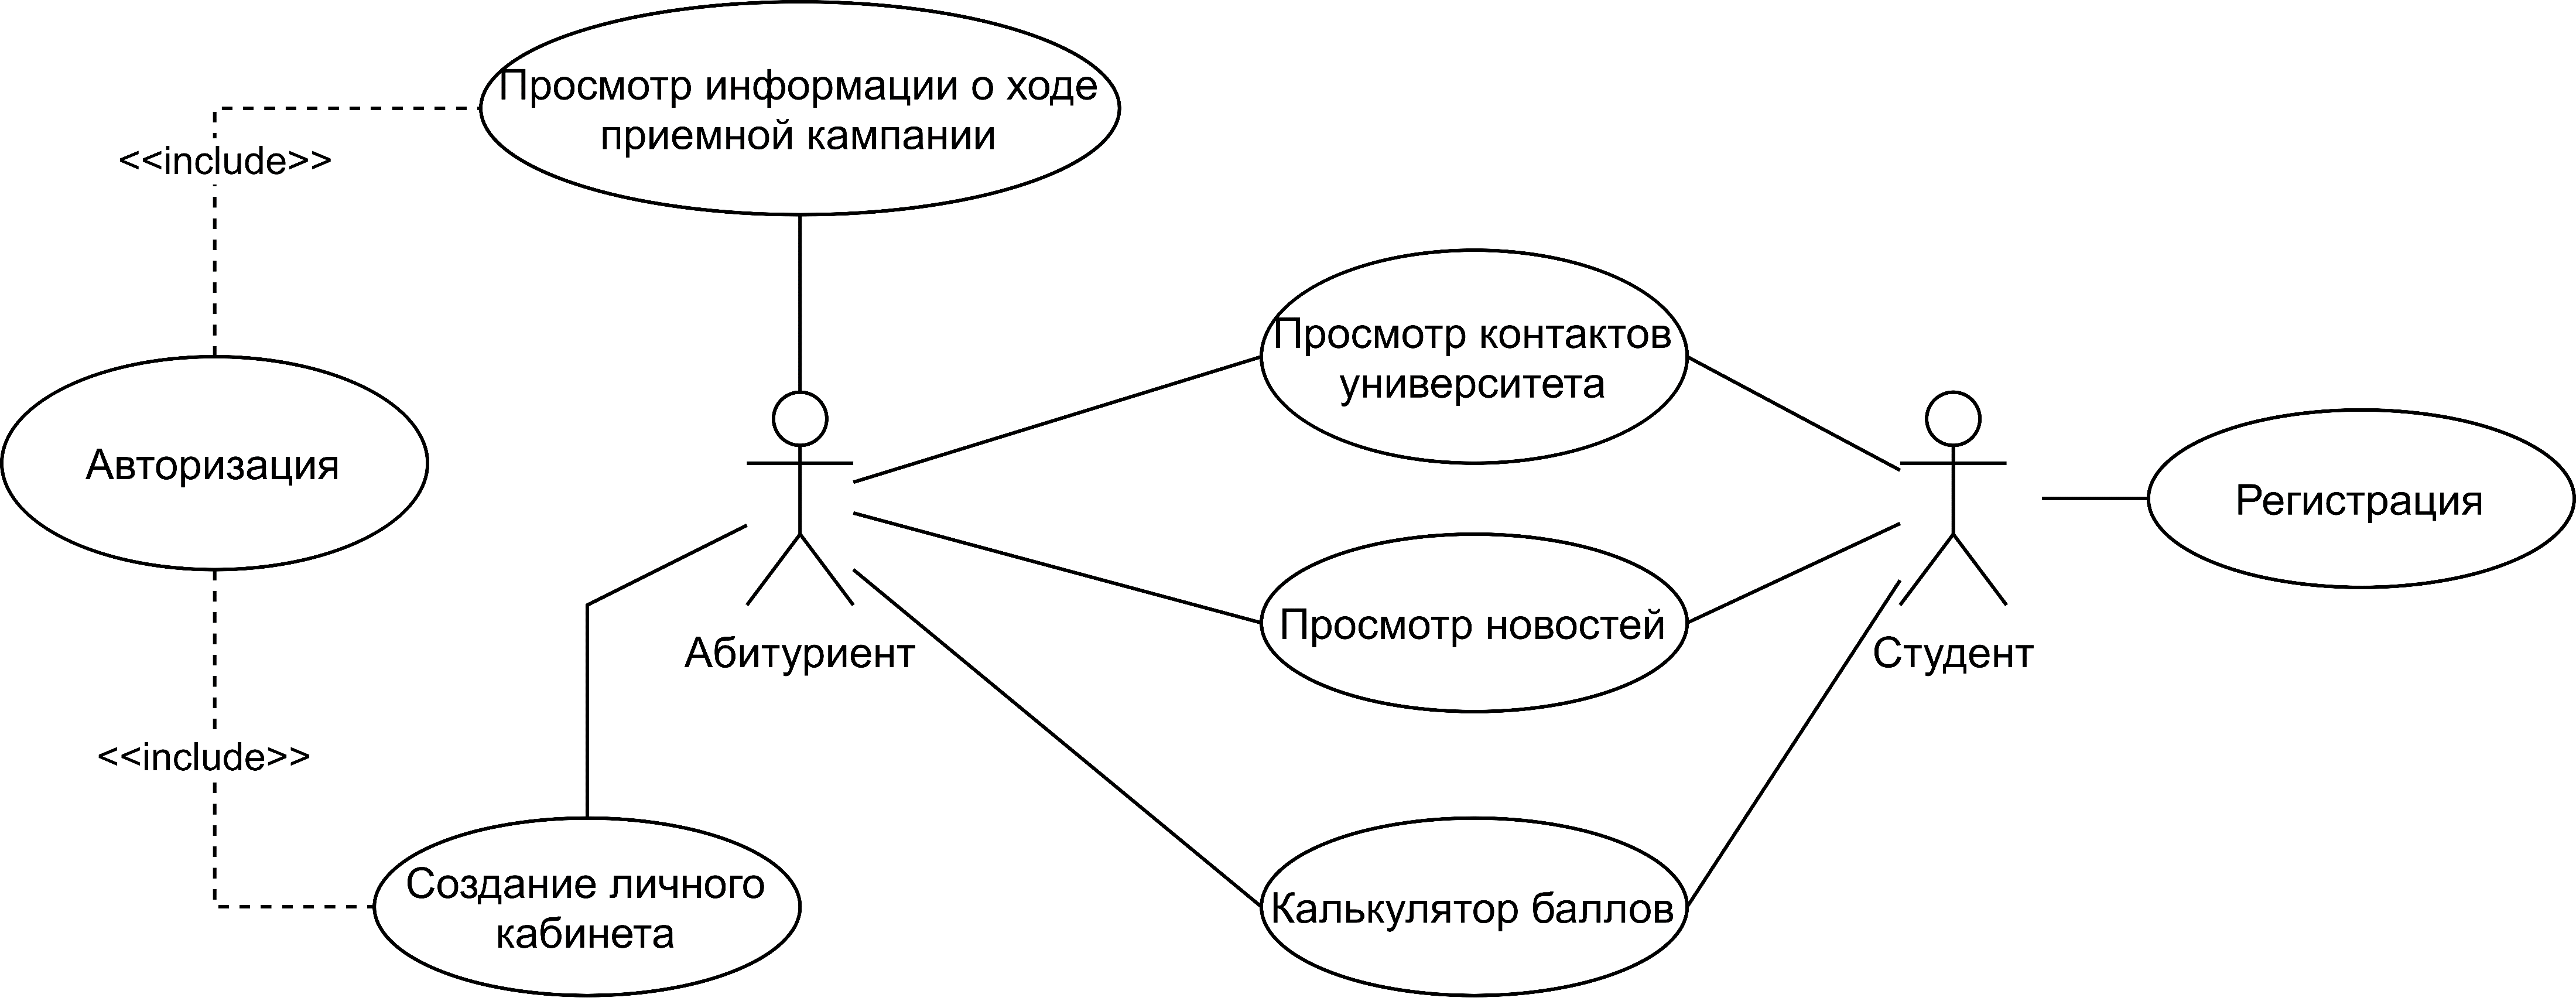 Просмотр информации о ходе
приемной кампании
<<include>>
Просмотр контактов
университета
Авторизация
Регистрация
Просмотр новостей
Абитуриент
Студент
<<include>>
Создание личного
кабинета
Калькулятор баллов